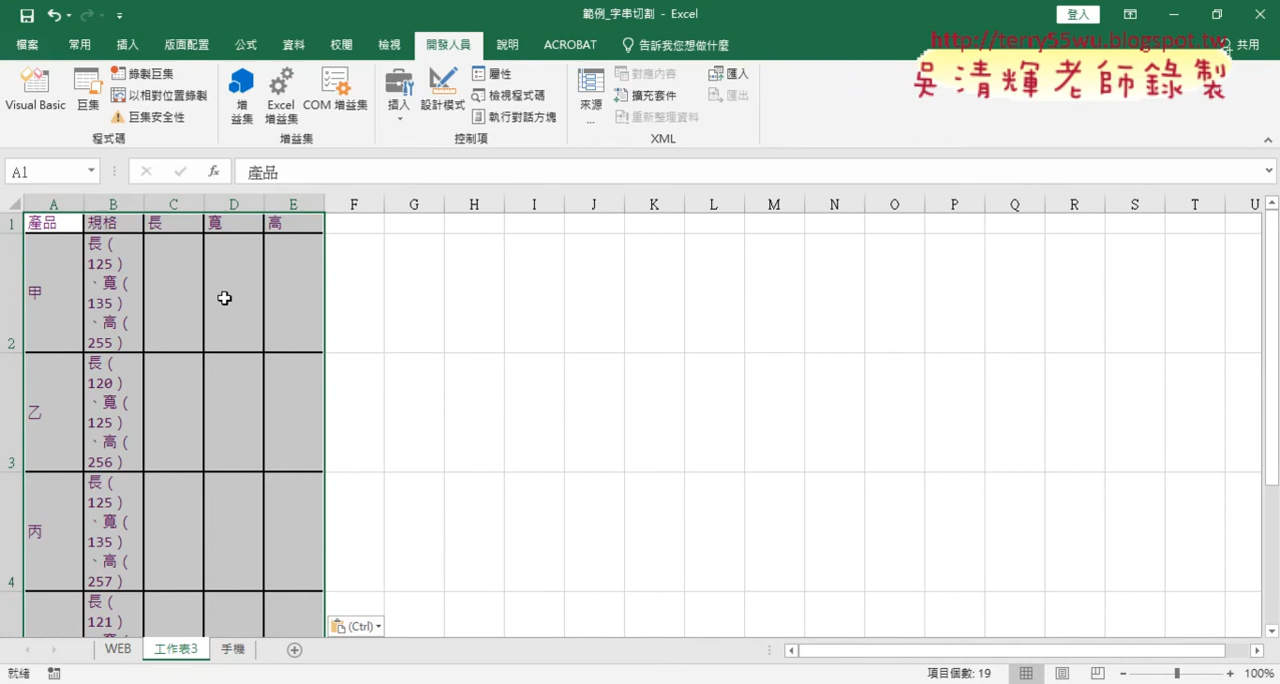 範例_字串切割 - Excel
登入
檔案 常用 插入 版面配置 公式 資料 校閱 檢視 開發人員 說明 ACROBAT 告訴我您想做什麼 共用
http://terry55wu.blogspot.tw
吳清輝老師錄製
Visual Basic
巨集
錄製巨集
以相對位置錄製
巨集安全性
程式碼
增益集
Excel 增益集
COM 增益集
增益集
插入
設計模式
屬性
檢視程式碼
執行對話方塊
控制項
來源
...
對應內容
擴充套件
重新整理資料
匯入
匯出
XML
A1
fx
產品
A B C D E F G H I J K L M N O P Q R S T U
1 產品 規格 長 寬 高
2 甲
長(
125)
、寬(
135)
、高(
255)
3 乙
長(
120)
、寬(
125)
、高(
256)
4 丙
長(
125)
、寬(
135)
、高(
257)
長(
121)
(Ctrl)
WEB 工作表3 手機
就緒
項目個數: 19
100%